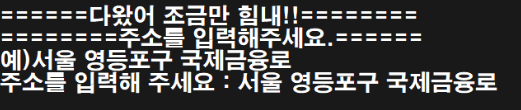 ======다왔어 조금만 힘내!!========
========주소를 입력해주세요.======
예)서울 영등포구 국제금융로
주소를 입력해 주세요 : 서울 영등포구 국제금융로